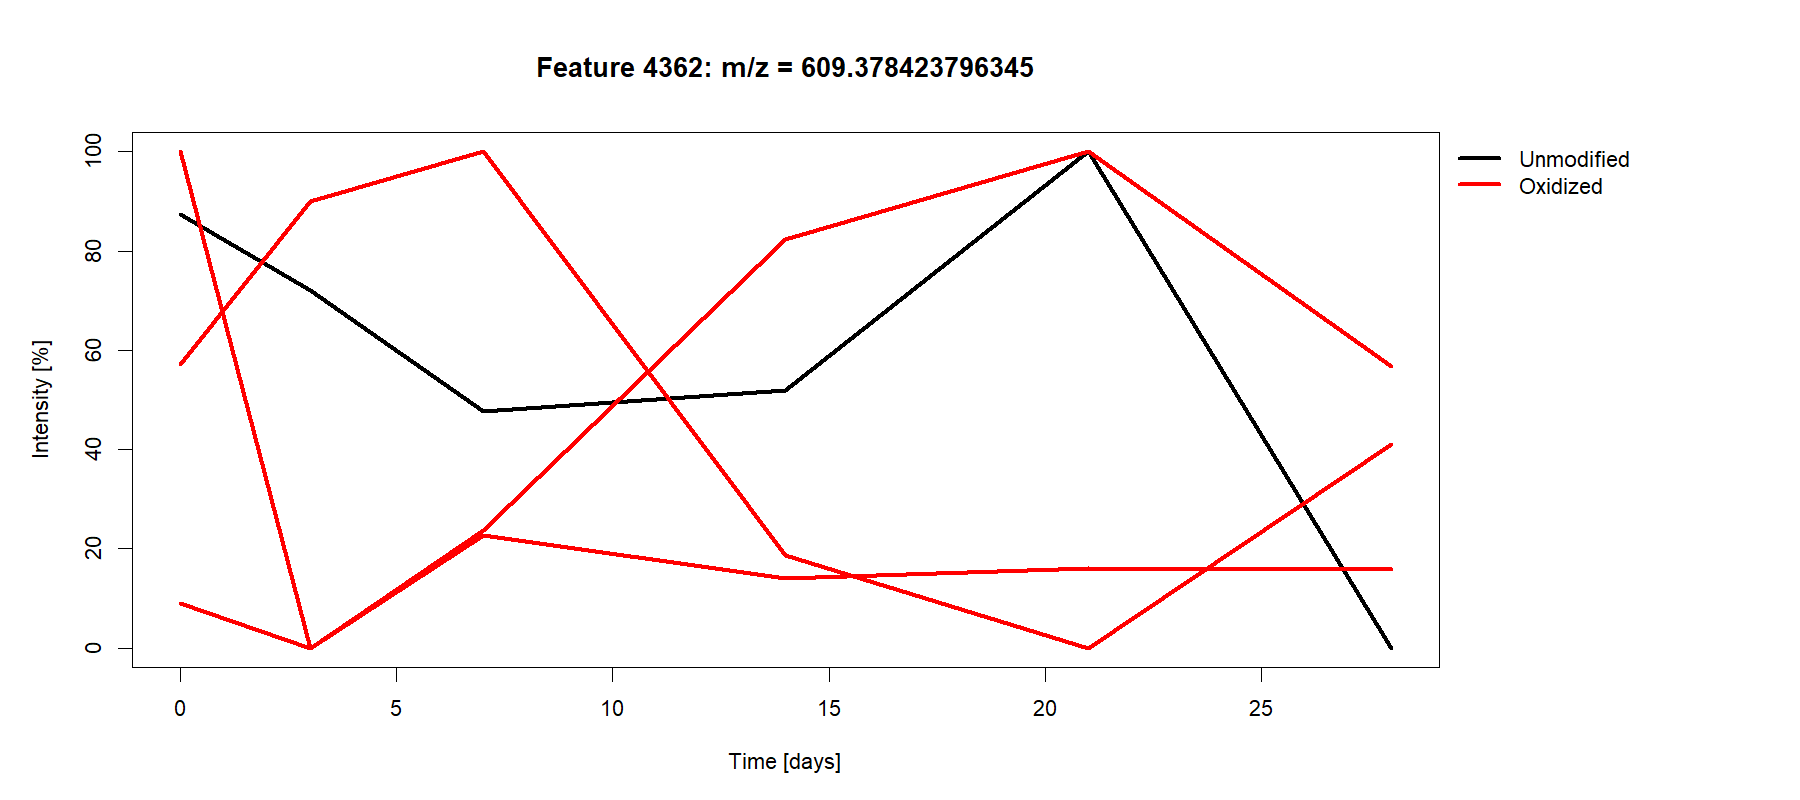 Feature 4362: m/z = 609.378423796345
Unmodified
Oxidized
Intensity [%]
100
80
60
40
20
0
0 5 10 15 20 25
Time [days]